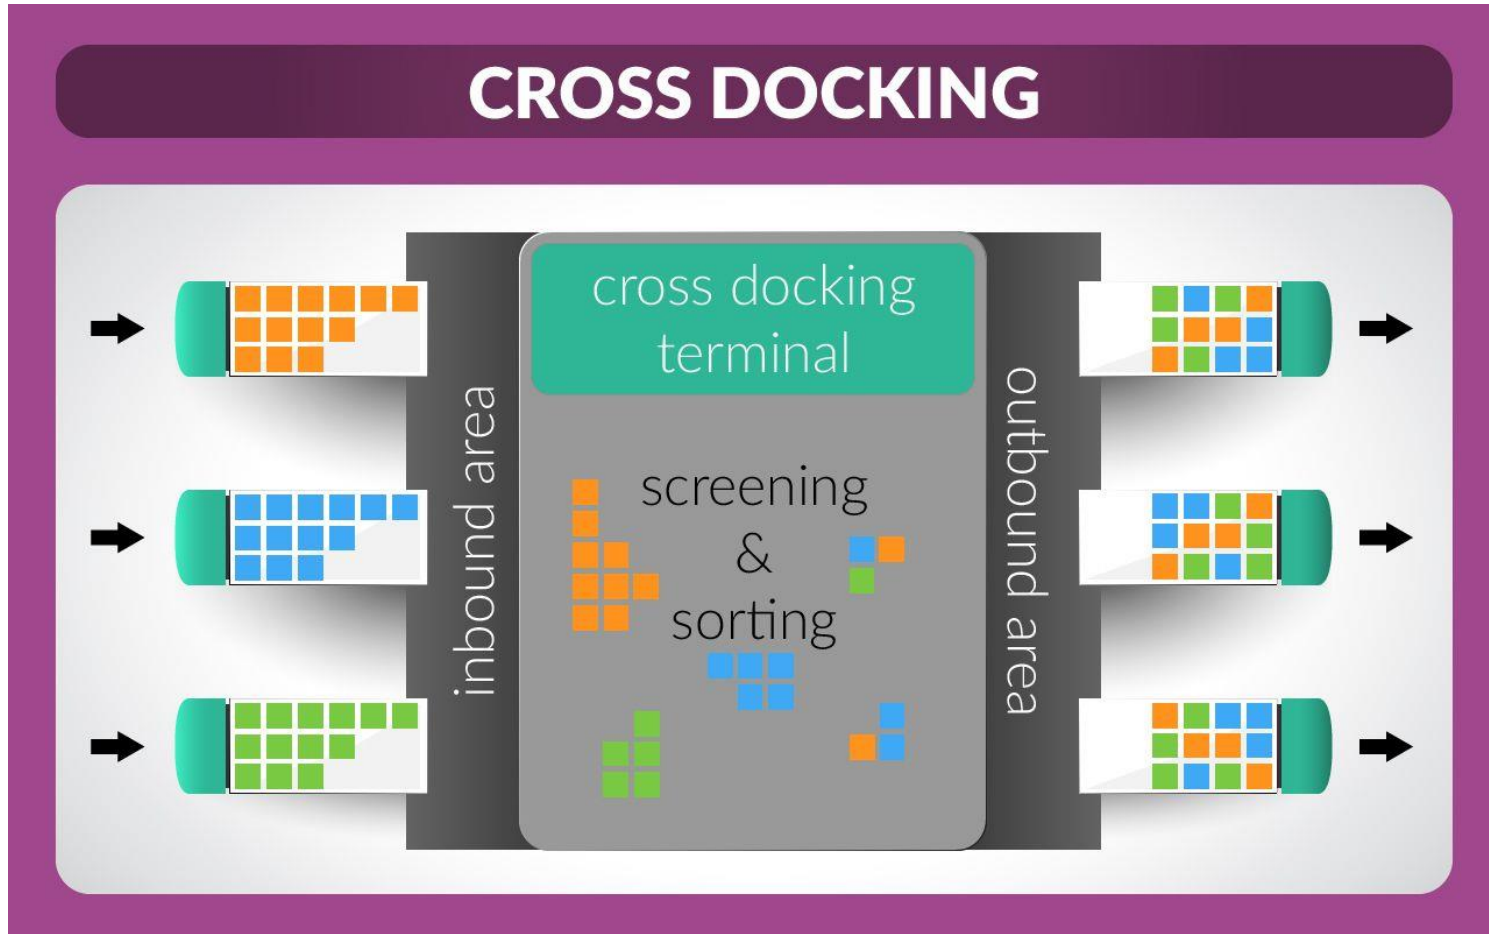 CROSS DOCKING
cross docking
terminal
inbound area
screening
&
sorting
outbound area